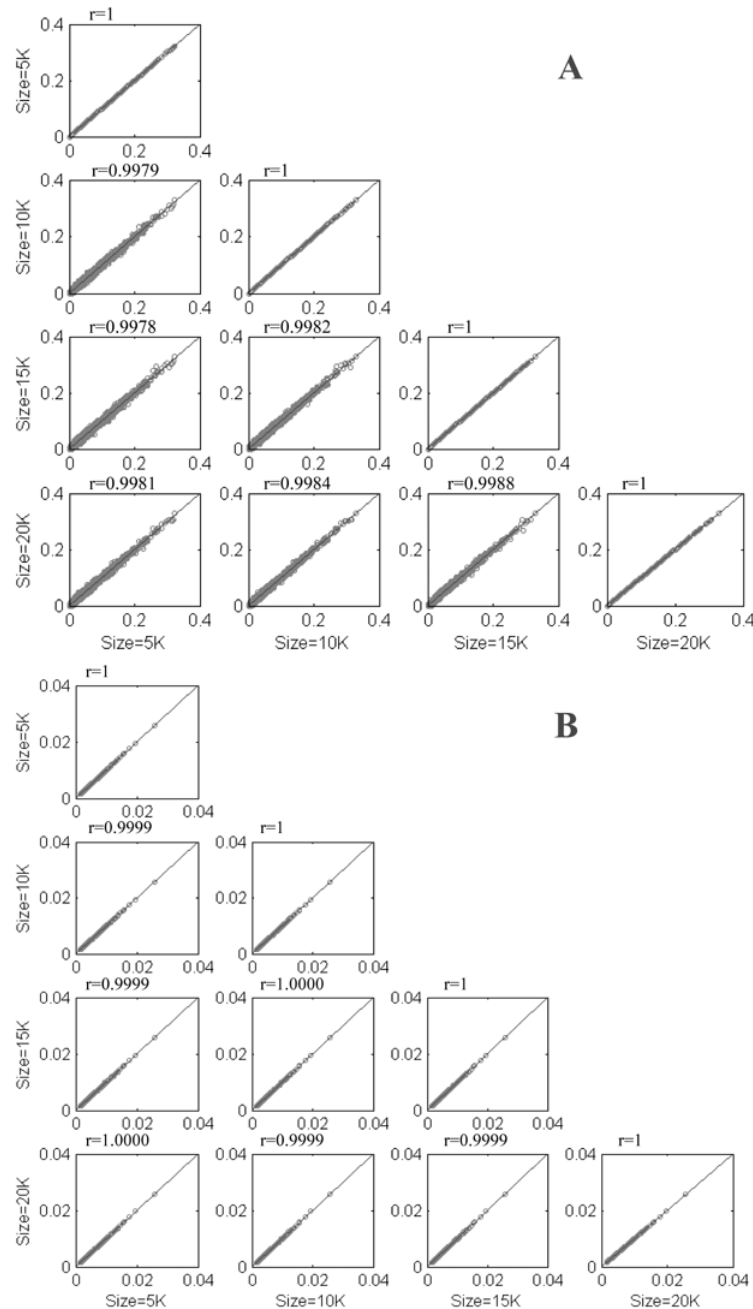 r=1
A
0.4
Size=5K
0.2
0
0 0.2 0.4
r=0.9979 r=1
0.4 0.4
Size=10K
0.2 0.2
0 0
0 0.2 0.4 0 0.2 0.4
r=0.9978 r=0.9982 r=1
0.4 0.4 0.4
Size=15K
0.2 0.2 0.2
0 0 0
0 0.2 0.4 0 0.2 0.4 0 0.2 0.4
r=0.9981 r=0.9984 r=0.9988 r=1
0.4 0.4 0.4 0.4
Size=20K
0.2 0.2 0.2 0.2
0 0 0 0
0 0.2 0.4 0 0.2 0.4 0 0.2 0.4 0 0.2 0.4
Size=5K Size=10K Size=15K Size=20K
r=1
B
0.04
Size=5K
0.02
0
0 0.02 0.04
r=0.9999 r=1
0.04 0.04
Size=10K
0.02 0.02
0 0
0 0.02 0.04 0 0.02 0.04
r=0.9999 r=1.0000 r=1
0.04 0.04 0.04
Size=15K
0.02 0.02 0.02
0 0 0
0 0.02 0.04 0 0.02 0.04 0 0.02 0.04
r=1.0000 r=0.9999 r=0.9999 r=1
0.04 0.04 0.04 0.04
Size=20K
0.02 0.02 0.02 0.02
0 0 0 0
0 0.02 0.04 0 0.02 0.04 0 0.02 0.04 0 0.02 0.04
Size=5K Size=10K Size=15K Size=20K